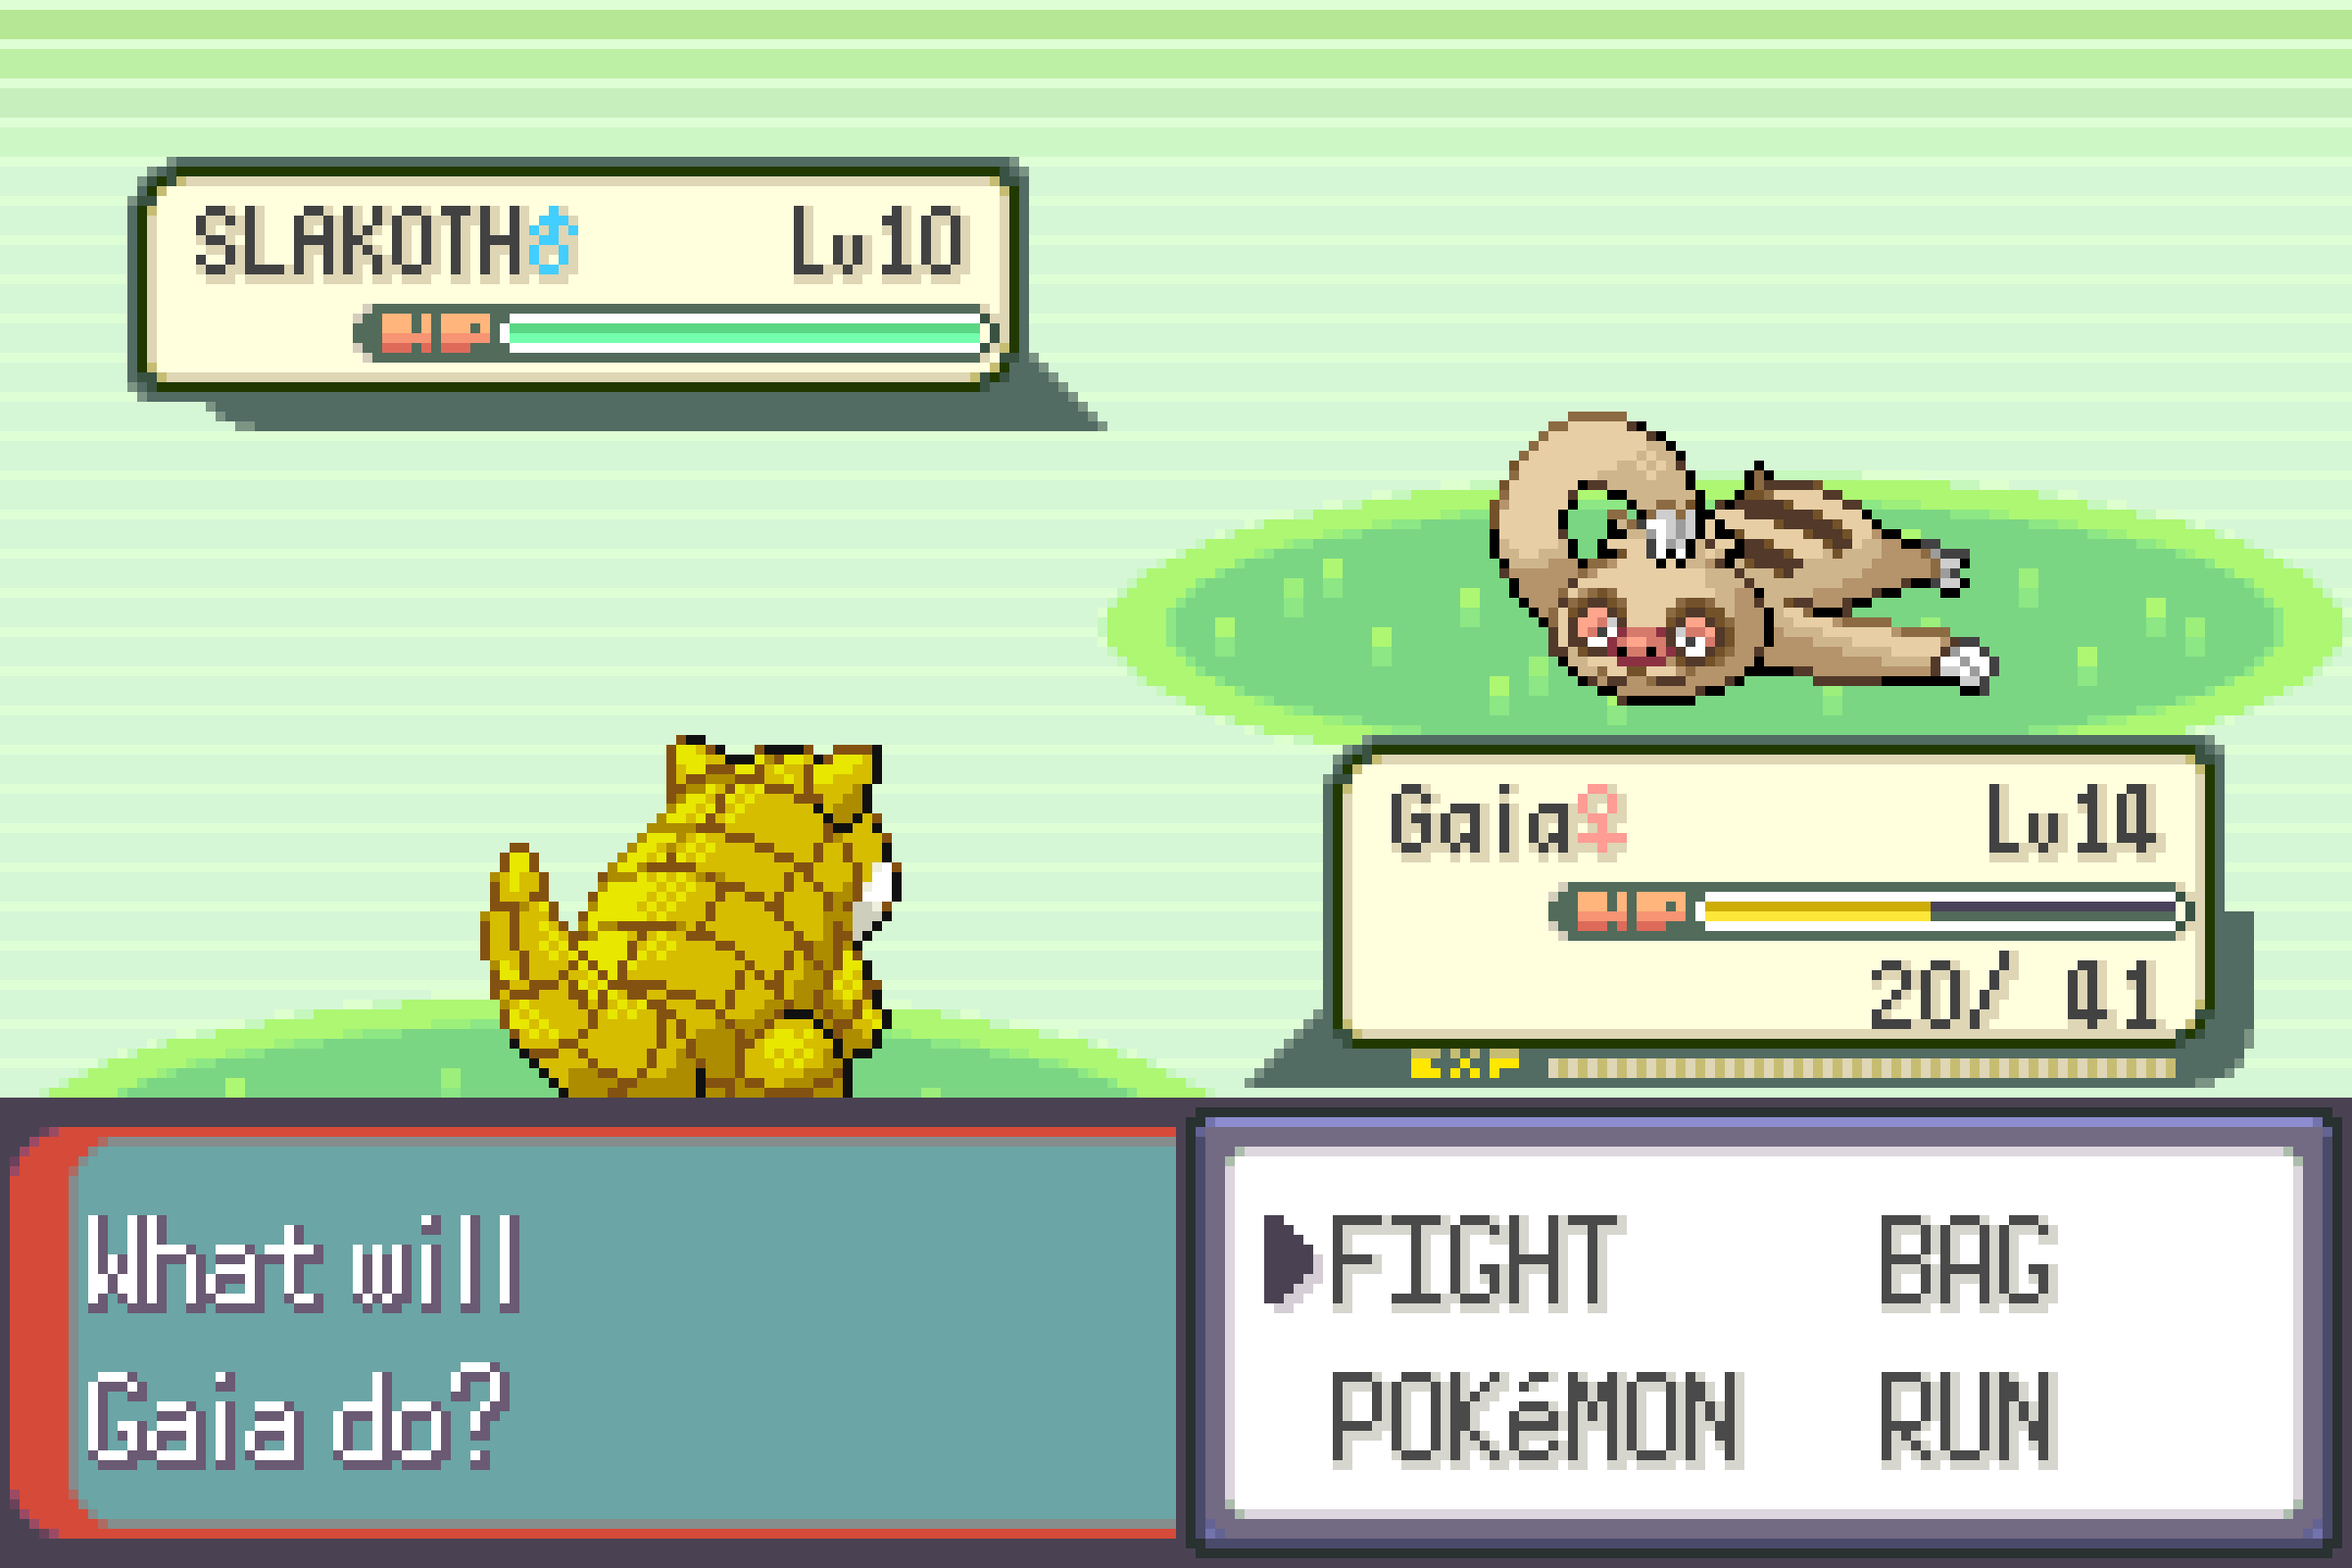 SLAKOTH♂ Lv10
HP
Gaia♀ Lv14
HP
20/ 41
EXP
What will
Gaia do?
FIGHT BAG
POKéMON RUN